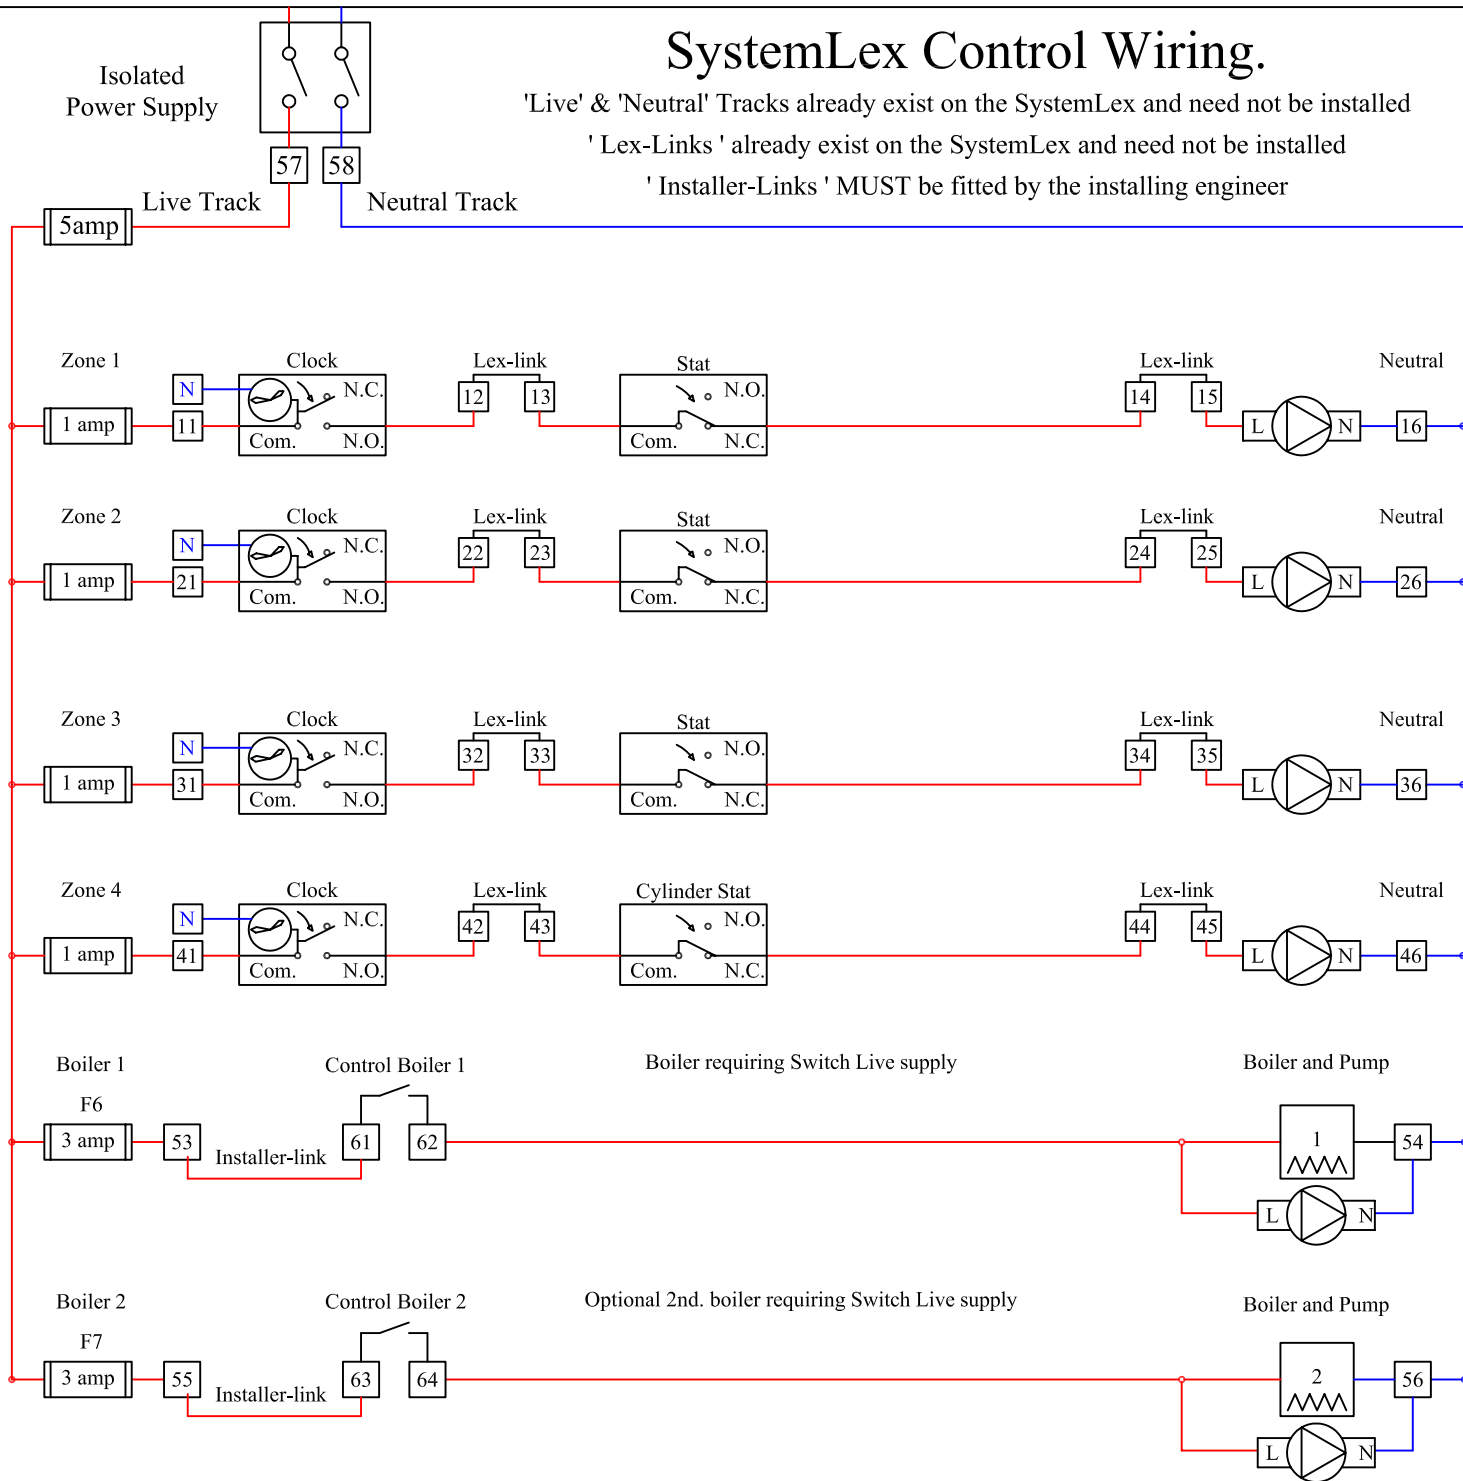 SystemLex Control Wiring.
'Live' & 'Neutral' Tracks already exist on the SystemLex and need not be installed
' Lex-Links ' already exist on the SystemLex and need not be installed
' Installer-Links ' MUST be fitted by the installing engineer
Isolated
Power Supply
57 58
Live Track Neutral Track
5amp
Zone 1 Clock Lex-link Stat Lex-link Neutral
N N.C. 12 13 N.O. 14 15
1 amp 11 Com. N.O. Com. N.C. L N 16
Zone 2 Clock Lex-link Stat Lex-link Neutral
N N.C. 22 23 N.O. 24 25
1 amp 21 Com. N.O. Com. N.C. L N 26
Zone 3 Clock Lex-link Stat Lex-link Neutral
N N.C. 32 33 N.O. 34 35
1 amp 31 Com. N.O. Com. N.C. L N 36
Zone 4 Clock Lex-link Cylinder Stat Lex-link Neutral
N N.C. 42 43 N.O. 44 45
1 amp 41 Com. N.O. Com. N.C. L N 46
Boiler 1 Control Boiler 1 Boiler requiring Switch Live supply Boiler and Pump
F6
3 amp 53 Installer-link 61 62 1 54
L N
Boiler 2 Control Boiler 2 Optional 2nd. boiler requiring Switch Live supply Boiler and Pump
F7
3 amp 55 Installer-link 63 64 2 56
L N